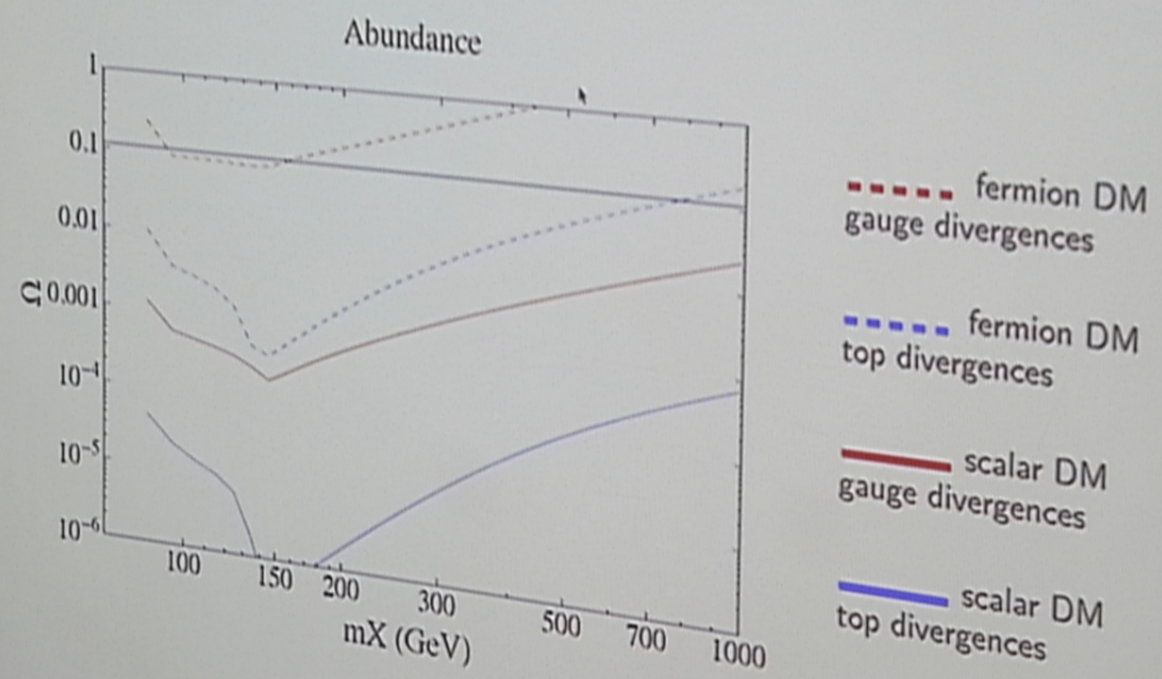 Abundance
1
0.1
0.01
0.001
10⁻⁴
10⁻⁵
10⁻⁶
Ω
100
150
200
300
500
700
1000
mX (GeV)
fermion DM
gauge divergences
fermion DM
top divergences
scalar DM
gauge divergences
scalar DM
top divergences